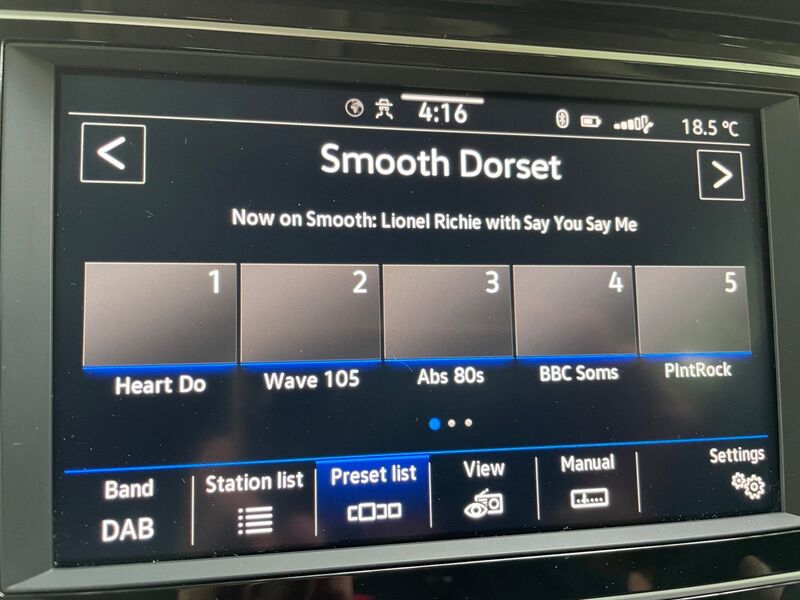 4:16
18.5 °C
<
Smooth Dorset
>
Now on Smooth: Lionel Richie with Say You Say Me
1
2
3
4
5
Heart Do
Wave 105
Abs 80s
BBC Soms
PlntRock
Band
Station list
Preset list
View
Manual
Settings
DAB